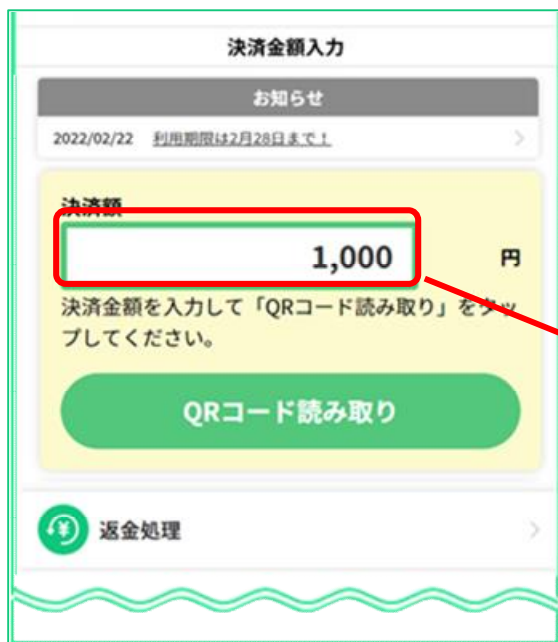 決済金額入力
お知らせ
2022/02/22 利用期限は2月28日まで！
決済額
1,000 円
決済金額を入力して「QRコード読み取り」をタッ
プしてください。
QRコード読み取り
返金処理